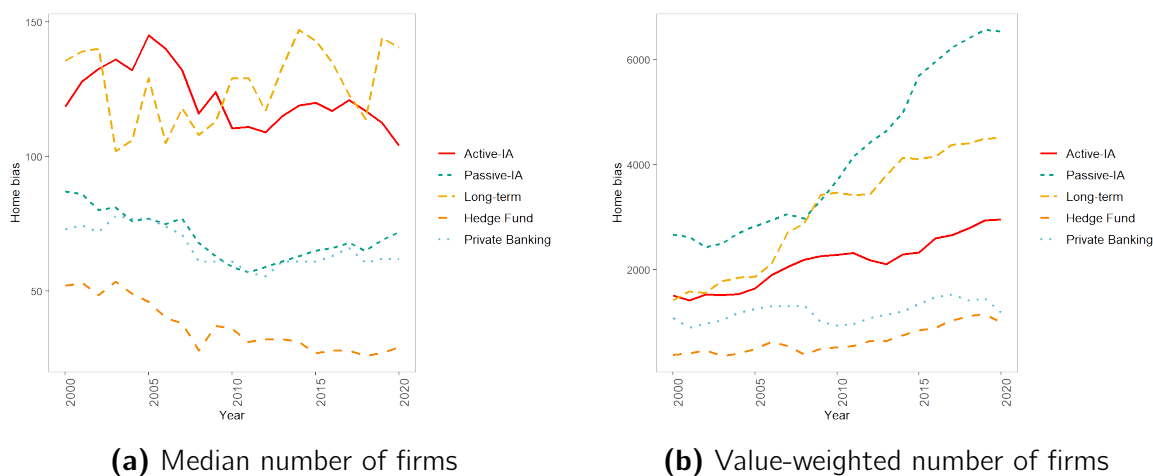 150
100
50
Home bias
2000
2005
2010
2015
2020
Year
Active-IA
Passive-IA
Long-term
Hedge Fund
Private Banking
(a) Median number of firms
6000
4000
2000
Home bias
2000
2005
2010
2015
2020
Year
Active-IA
Passive-IA
Long-term
Hedge Fund
Private Banking
(b) Value-weighted number of firms